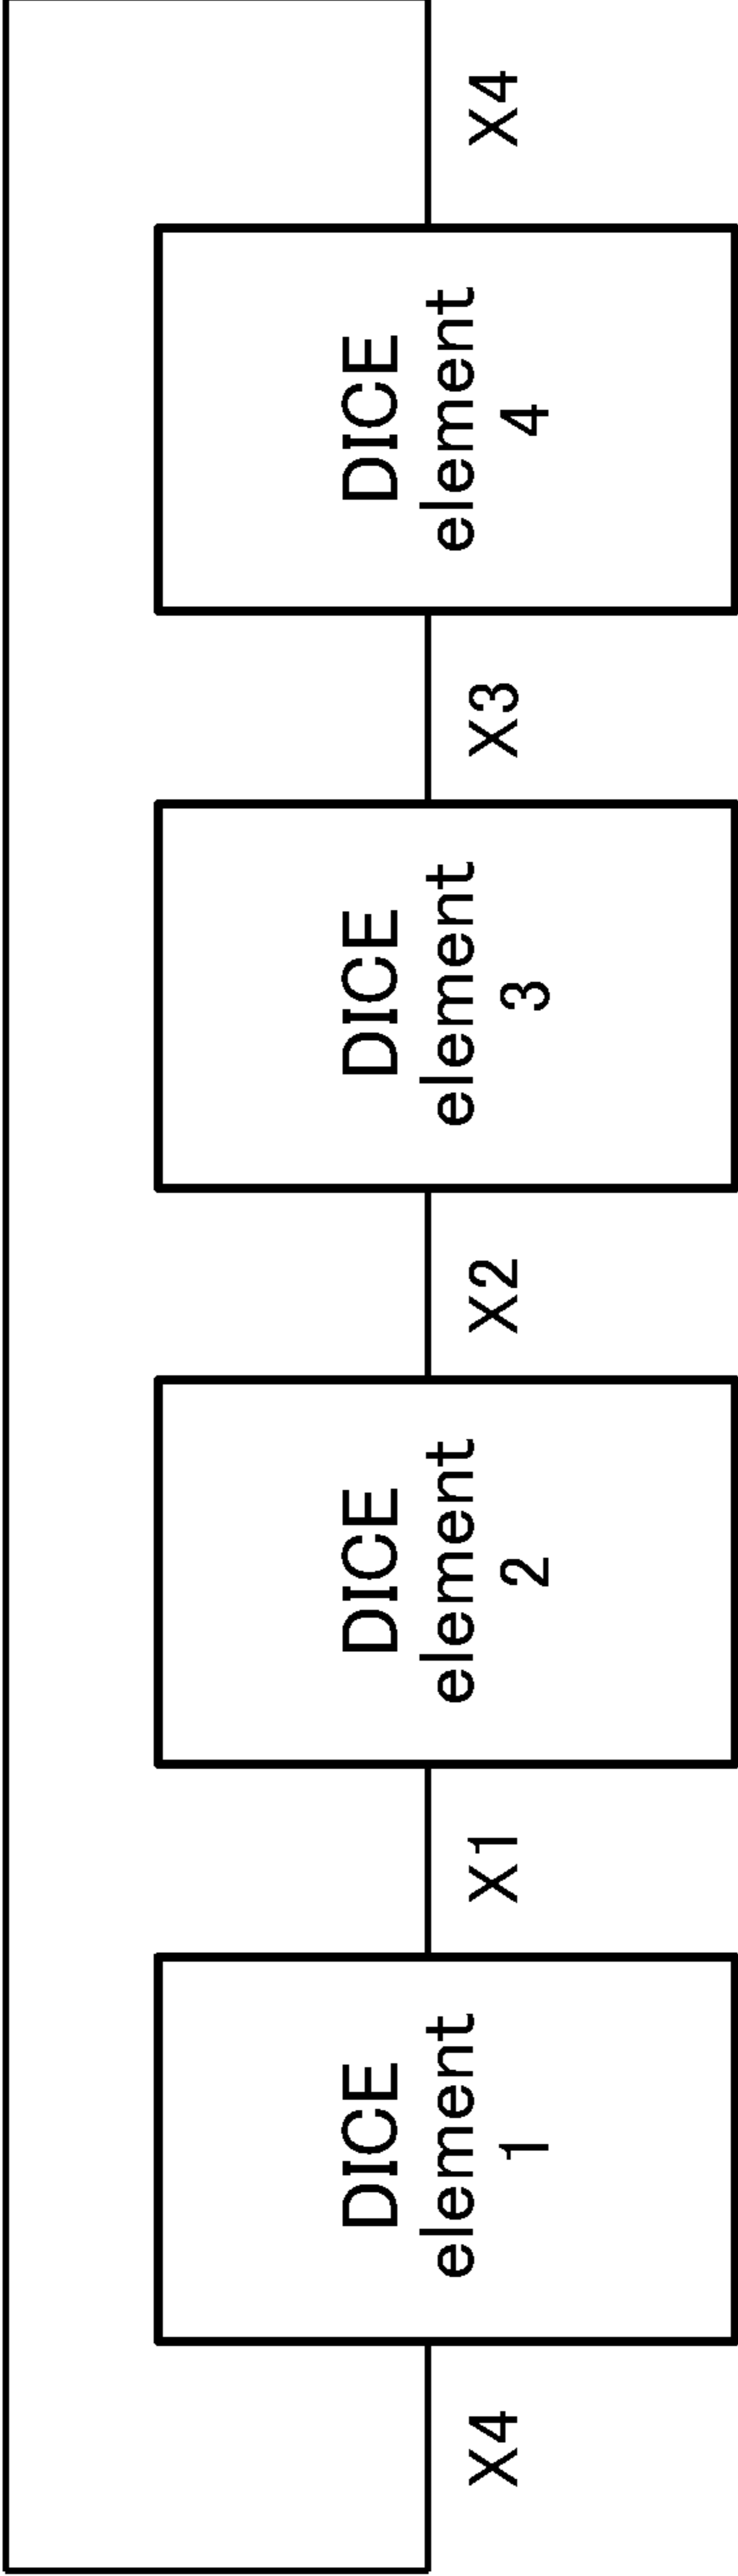 X4
DICE
element
1
X1
DICE
element
2
X2
DICE
element
3
X3
DICE
element
4
X4